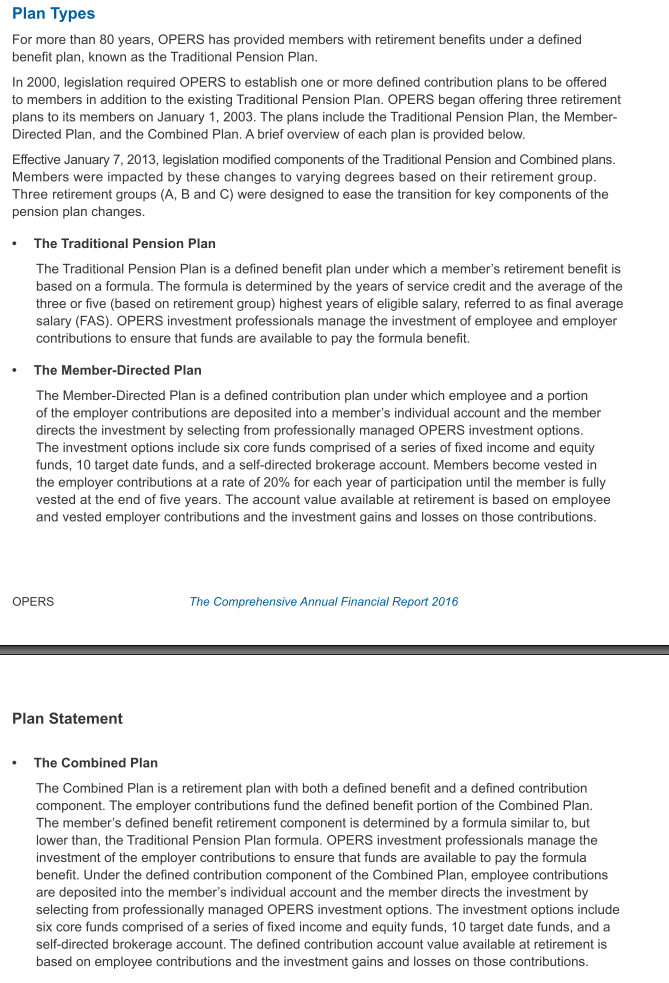 Plan Types
For more than 80 years, OPERS has provided members with retirement benefits under a defined
benefit plan, known as the Traditional Pension Plan.
In 2000, legislation required OPERS to establish one or more defined contribution plans to be offered
to members in addition to the existing Traditional Pension Plan. OPERS began offering three retirement
plans to its members on January 1, 2003. The plans include the Traditional Pension Plan, the Member-
Directed Plan, and the Combined Plan. A brief overview of each plan is provided below.
Effective January 7, 2013, legislation modified components of the Traditional Pension and Combined plans.
Members were impacted by these changes to varying degrees based on their retirement group.
Three retirement groups (A, B and C) were designed to ease the transition for key components of the
pension plan changes.
• The Traditional Pension Plan
The Traditional Pension Plan is a defined benefit plan under which a member’s retirement benefit is
based on a formula. The formula is determined by the years of service credit and the average of the
three or five (based on retirement group) highest years of eligible salary, referred to as final average
salary (FAS). OPERS investment professionals manage the investment of employee and employer
contributions to ensure that funds are available to pay the formula benefit.
• The Member-Directed Plan
The Member-Directed Plan is a defined contribution plan under which employee and a portion
of the employer contributions are deposited into a member’s individual account and the member
directs the investment by selecting from professionally managed OPERS investment options.
The investment options include six core funds comprised of a series of fixed income and equity
funds, 10 target date funds, and a self-directed brokerage account. Members become vested in
the employer contributions at a rate of 20% for each year of participation until the member is fully
vested at the end of five years. The account value available at retirement is based on employee
and vested employer contributions and the investment gains and losses on those contributions.
OPERS The Comprehensive Annual Financial Report 2016
Plan Statement
• The Combined Plan
The Combined Plan is a retirement plan with both a defined benefit and a defined contribution
component. The employer contributions fund the defined benefit portion of the Combined Plan.
The member’s defined benefit retirement component is determined by a formula similar to, but
lower than, the Traditional Pension Plan formula. OPERS investment professionals manage the
investment of the employer contributions to ensure that funds are available to pay the formula
benefit. Under the defined contribution component of the Combined Plan, employee contributions
are deposited into the member’s individual account and the member directs the investment by
selecting from professionally managed OPERS investment options. The investment options include
six core funds comprised of a series of fixed income and equity funds, 10 target date funds, and a
self-directed brokerage account. The defined contribution account value available at retirement is
based on employee contributions and the investment gains and losses on those contributions.